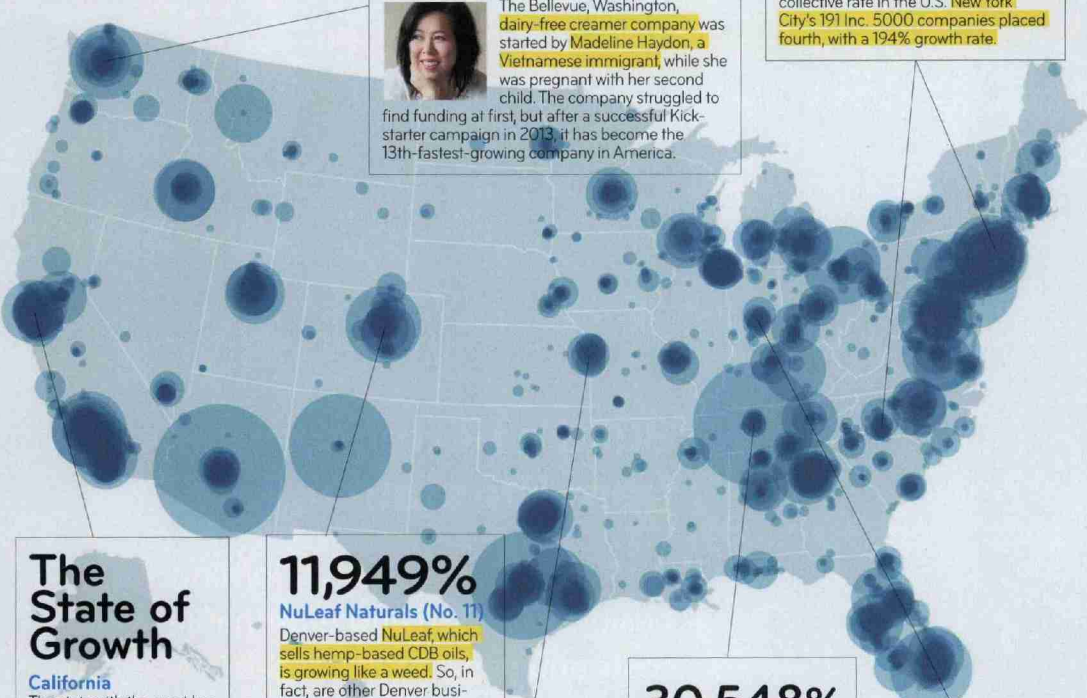 The Bellevue, Washington,
dairy-free creamer company was
started by Madeline Haydon, a
Vietnamese immigrant, while she
was pregnant with her second
child. The company struggled to
find funding at first, but after a successful Kick-
starter campaign in 2013, it has become the
13th-fastest-growing company in America.
collective rate in the U.S. New York
City's 191 Inc. 5000 companies placed
fourth, with a 194% growth rate.
The
State of
Growth
California
11,949%
NuLeaf Naturals (No. 11)
Denver-based NuLeaf, which
sells hemp-based CDB oils,
is growing like a weed. So, in
fact, are other Denver busi-
30,548%